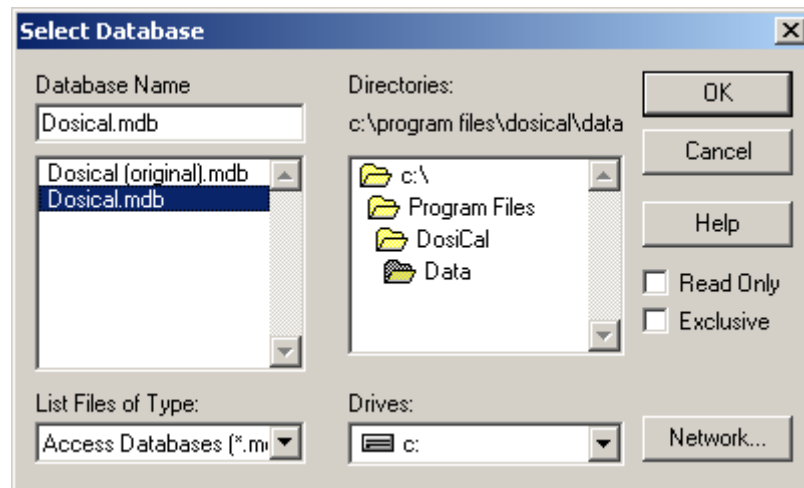 Select Database
Database Name
Dosical.mdb
Dosical (original).mdb
Dosical.mdb
List Files of Type:
Access Databases (*.m
Directories:
c:\program files\dosical\data
c:\
Program Files
DosiCal
Data
Drives:
c:
OK
Cancel
Help
Read Only
Exclusive
Network...